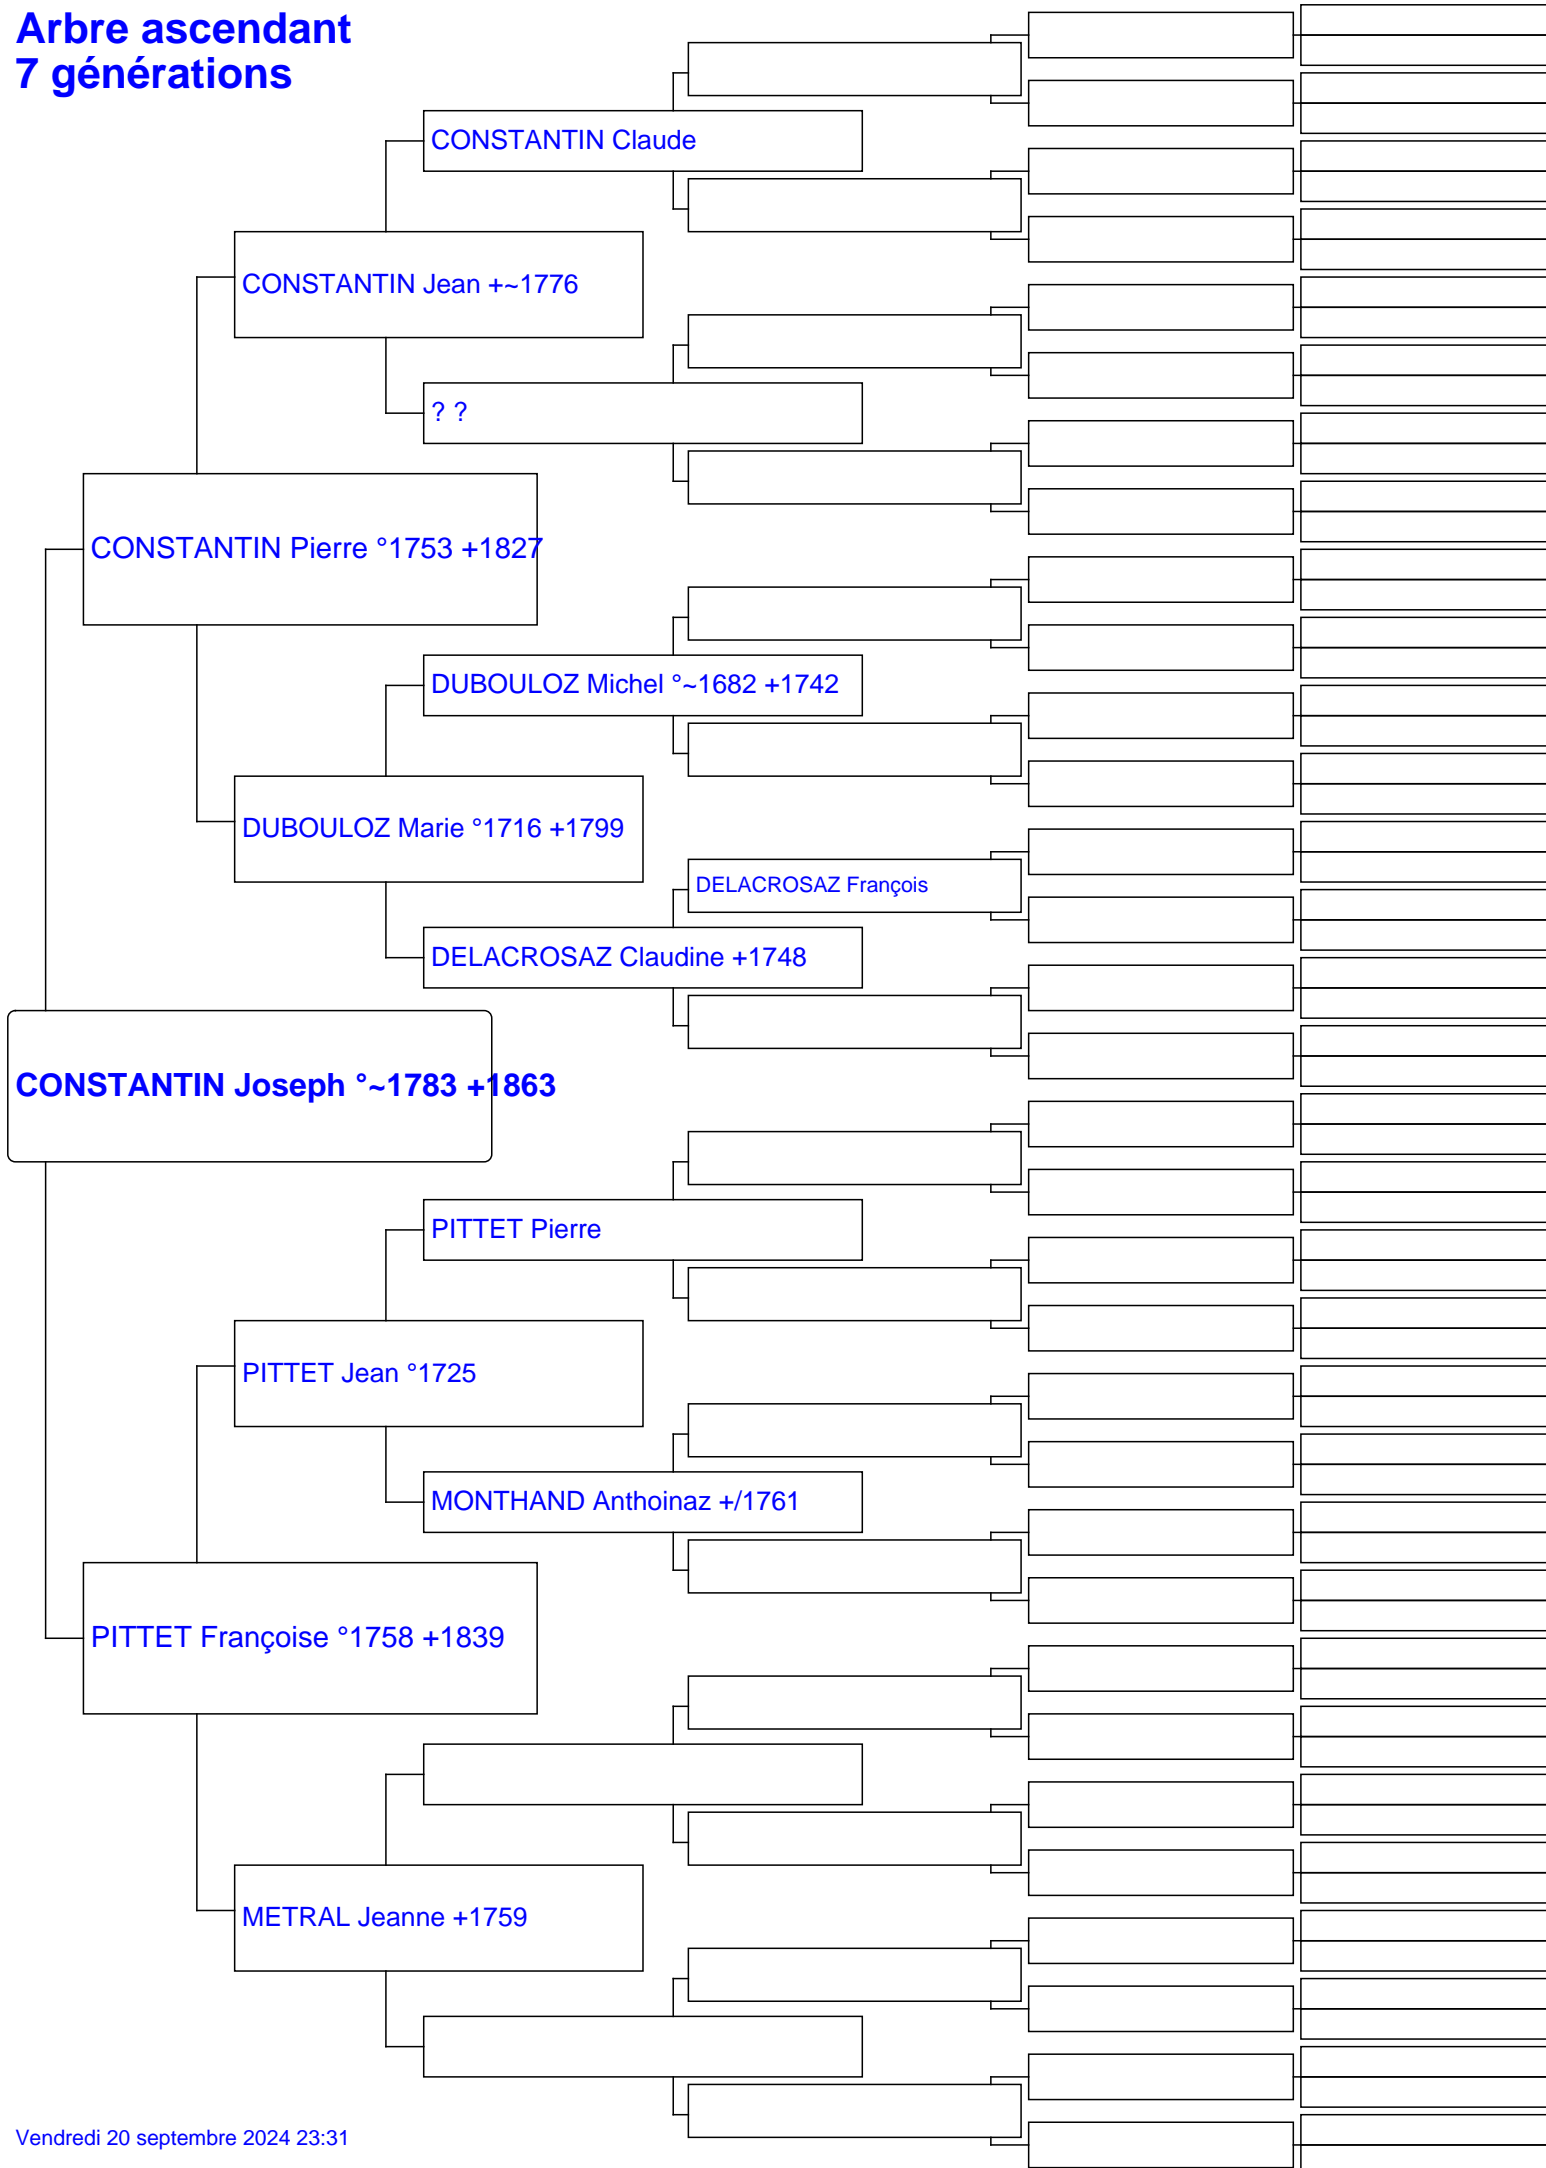 Arbre ascendant
7 générations
CONSTANTIN Claude
CONSTANTIN Jean +~1776
? ?
CONSTANTIN Pierre °1753 +1827
DUBOULOZ Michel °~1682 +1742
DUBOULOZ Marie °1716 +1799
DELACROSAZ François
DELACROSAZ Claudine +1748
CONSTANTIN Joseph °~1783 +1863
PITTET Pierre
PITTET Jean °1725
MONTHAND Anthoinaz +/1761
PITTET Françoise °1758 +1839
METRAL Jeanne +1759
Vendredi 20 septembre 2024 23:31